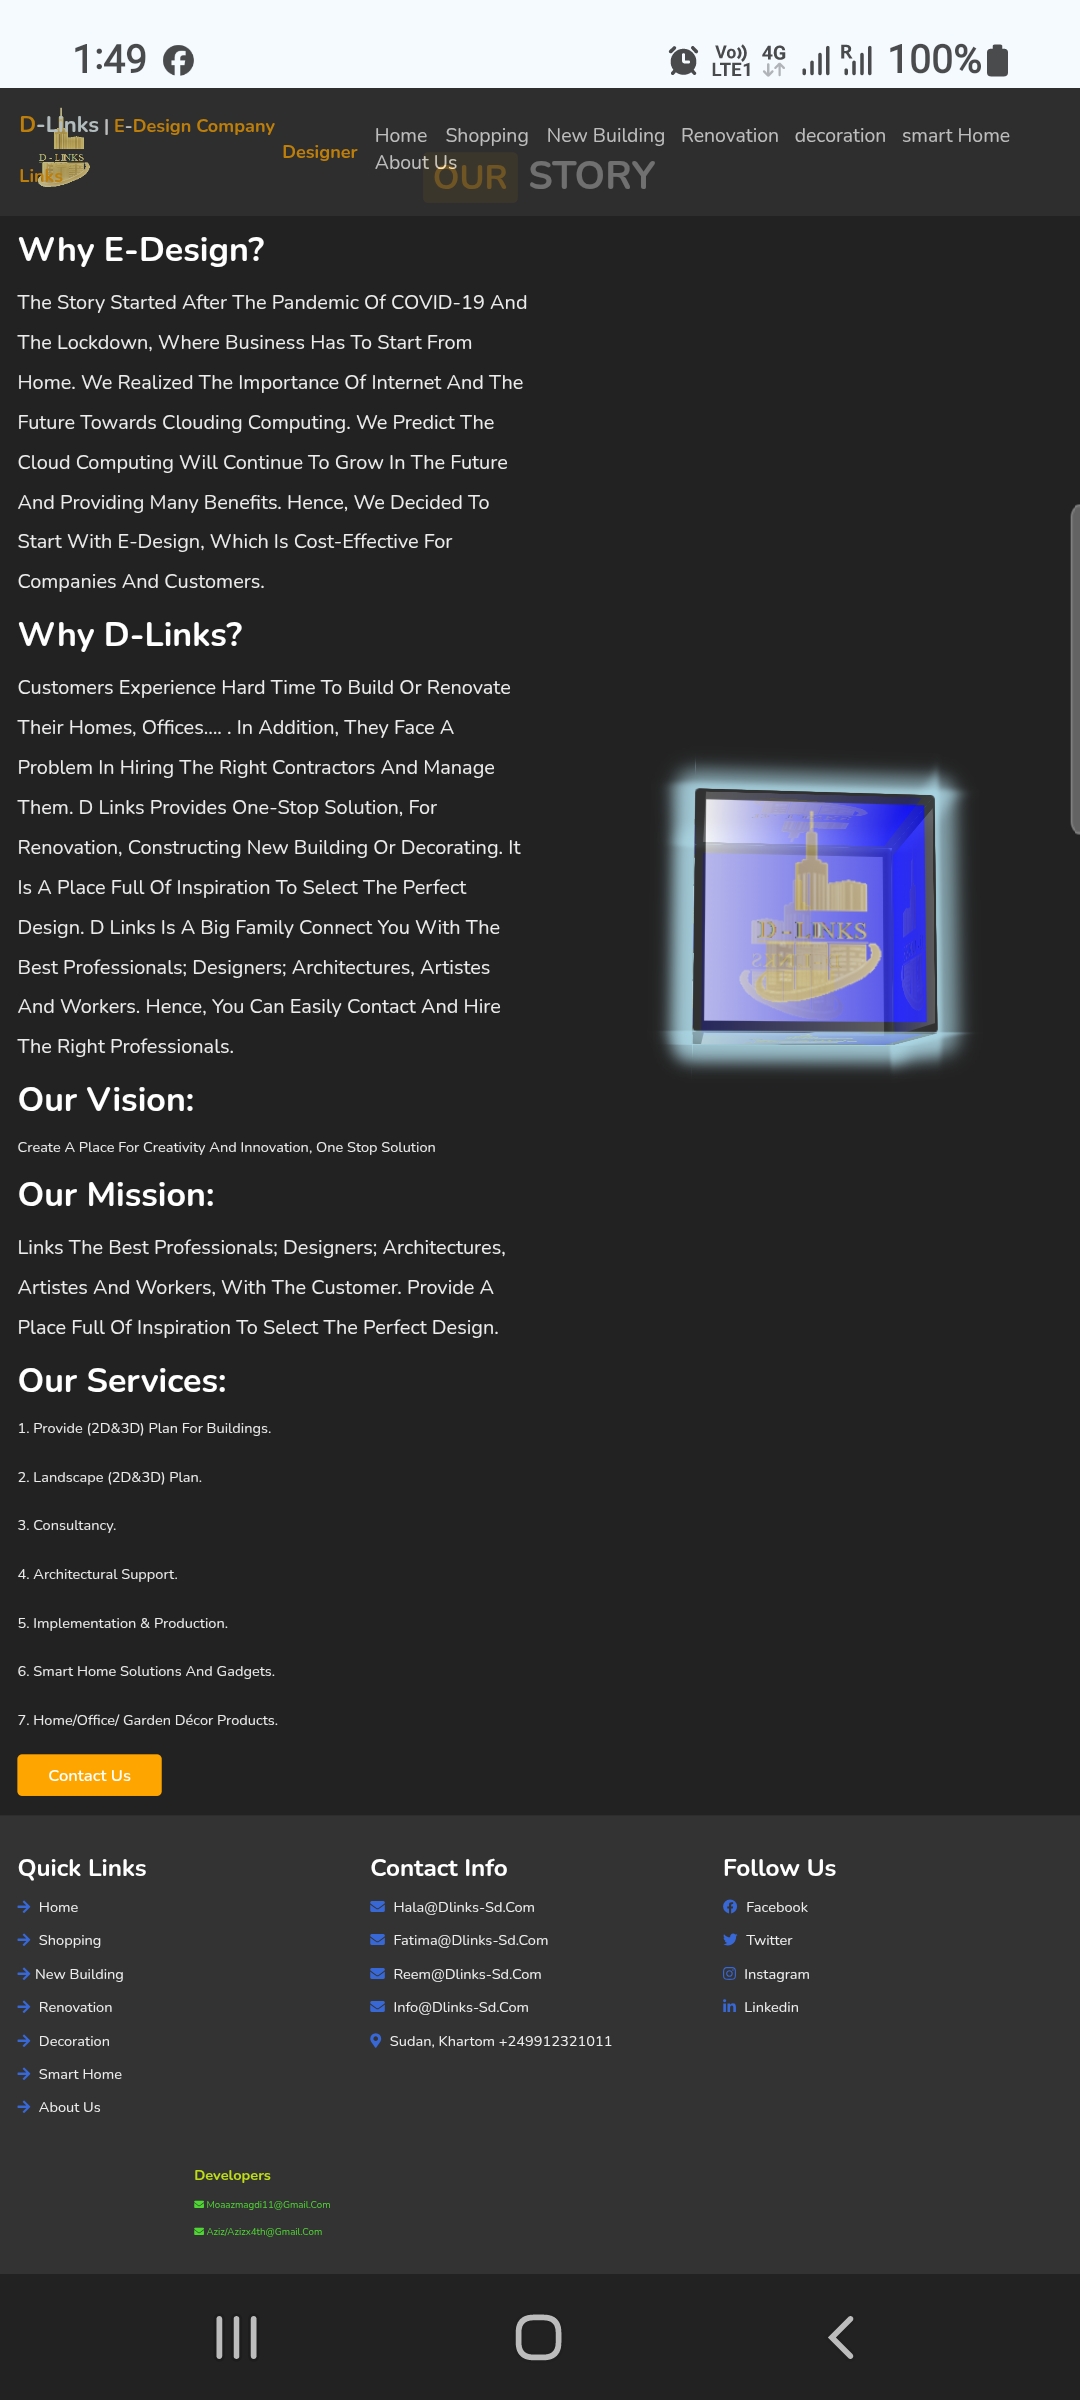 1:49
Vo)) LTE1 4G R 100%
D-Links | E-Design Company
Designer
Links
D-LINKS
Home Shopping New Building Renovation decoration smart Home
About Us
OUR STORY
Why E-Design?
The Story Started After The Pandemic Of COVID-19 And
The Lockdown, Where Business Has To Start From
Home. We Realized The Importance Of Internet And The
Future Towards Clouding Computing. We Predict The
Cloud Computing Will Continue To Grow In The Future
And Providing Many Benefits. Hence, We Decided To
Start With E-Design, Which Is Cost-Effective For
Companies And Customers.
Why D-Links?
Customers Experience Hard Time To Build Or Renovate
Their Homes, Offices.... . In Addition, They Face A
Problem In Hiring The Right Contractors And Manage
Them. D Links Provides One-Stop Solution, For
Renovation, Constructing New Building Or Decorating. It
Is A Place Full Of Inspiration To Select The Perfect
Design. D Links Is A Big Family Connect You With The
Best Professionals; Designers; Architectures, Artistes
And Workers. Hence, You Can Easily Contact And Hire
The Right Professionals.
D-LINKS
Our Vision:
Create A Place For Creativity And Innovation, One Stop Solution
Our Mission:
Links The Best Professionals; Designers; Architectures,
Artistes And Workers, With The Customer. Provide A
Place Full Of Inspiration To Select The Perfect Design.
Our Services:
1. Provide (2D&3D) Plan For Buildings.
2. Landscape (2D&3D) Plan.
3. Consultancy.
4. Architectural Support.
5. Implementation & Production.
6. Smart Home Solutions And Gadgets.
7. Home/Office/ Garden Décor Products.
Contact Us
Quick Links
Home
Shopping
New Building
Renovation
Decoration
Smart Home
About Us
Contact Info
Hala@Dlinks-Sd.Com
Fatima@Dlinks-Sd.Com
Reem@Dlinks-Sd.Com
Info@Dlinks-Sd.Com
Sudan, Khartom +249912321011
Follow Us
Facebook
Twitter
Instagram
Linkedin
Developers
Moaazmagdi11@Gmail.Com
Aziz/Azizx4th@Gmail.Com